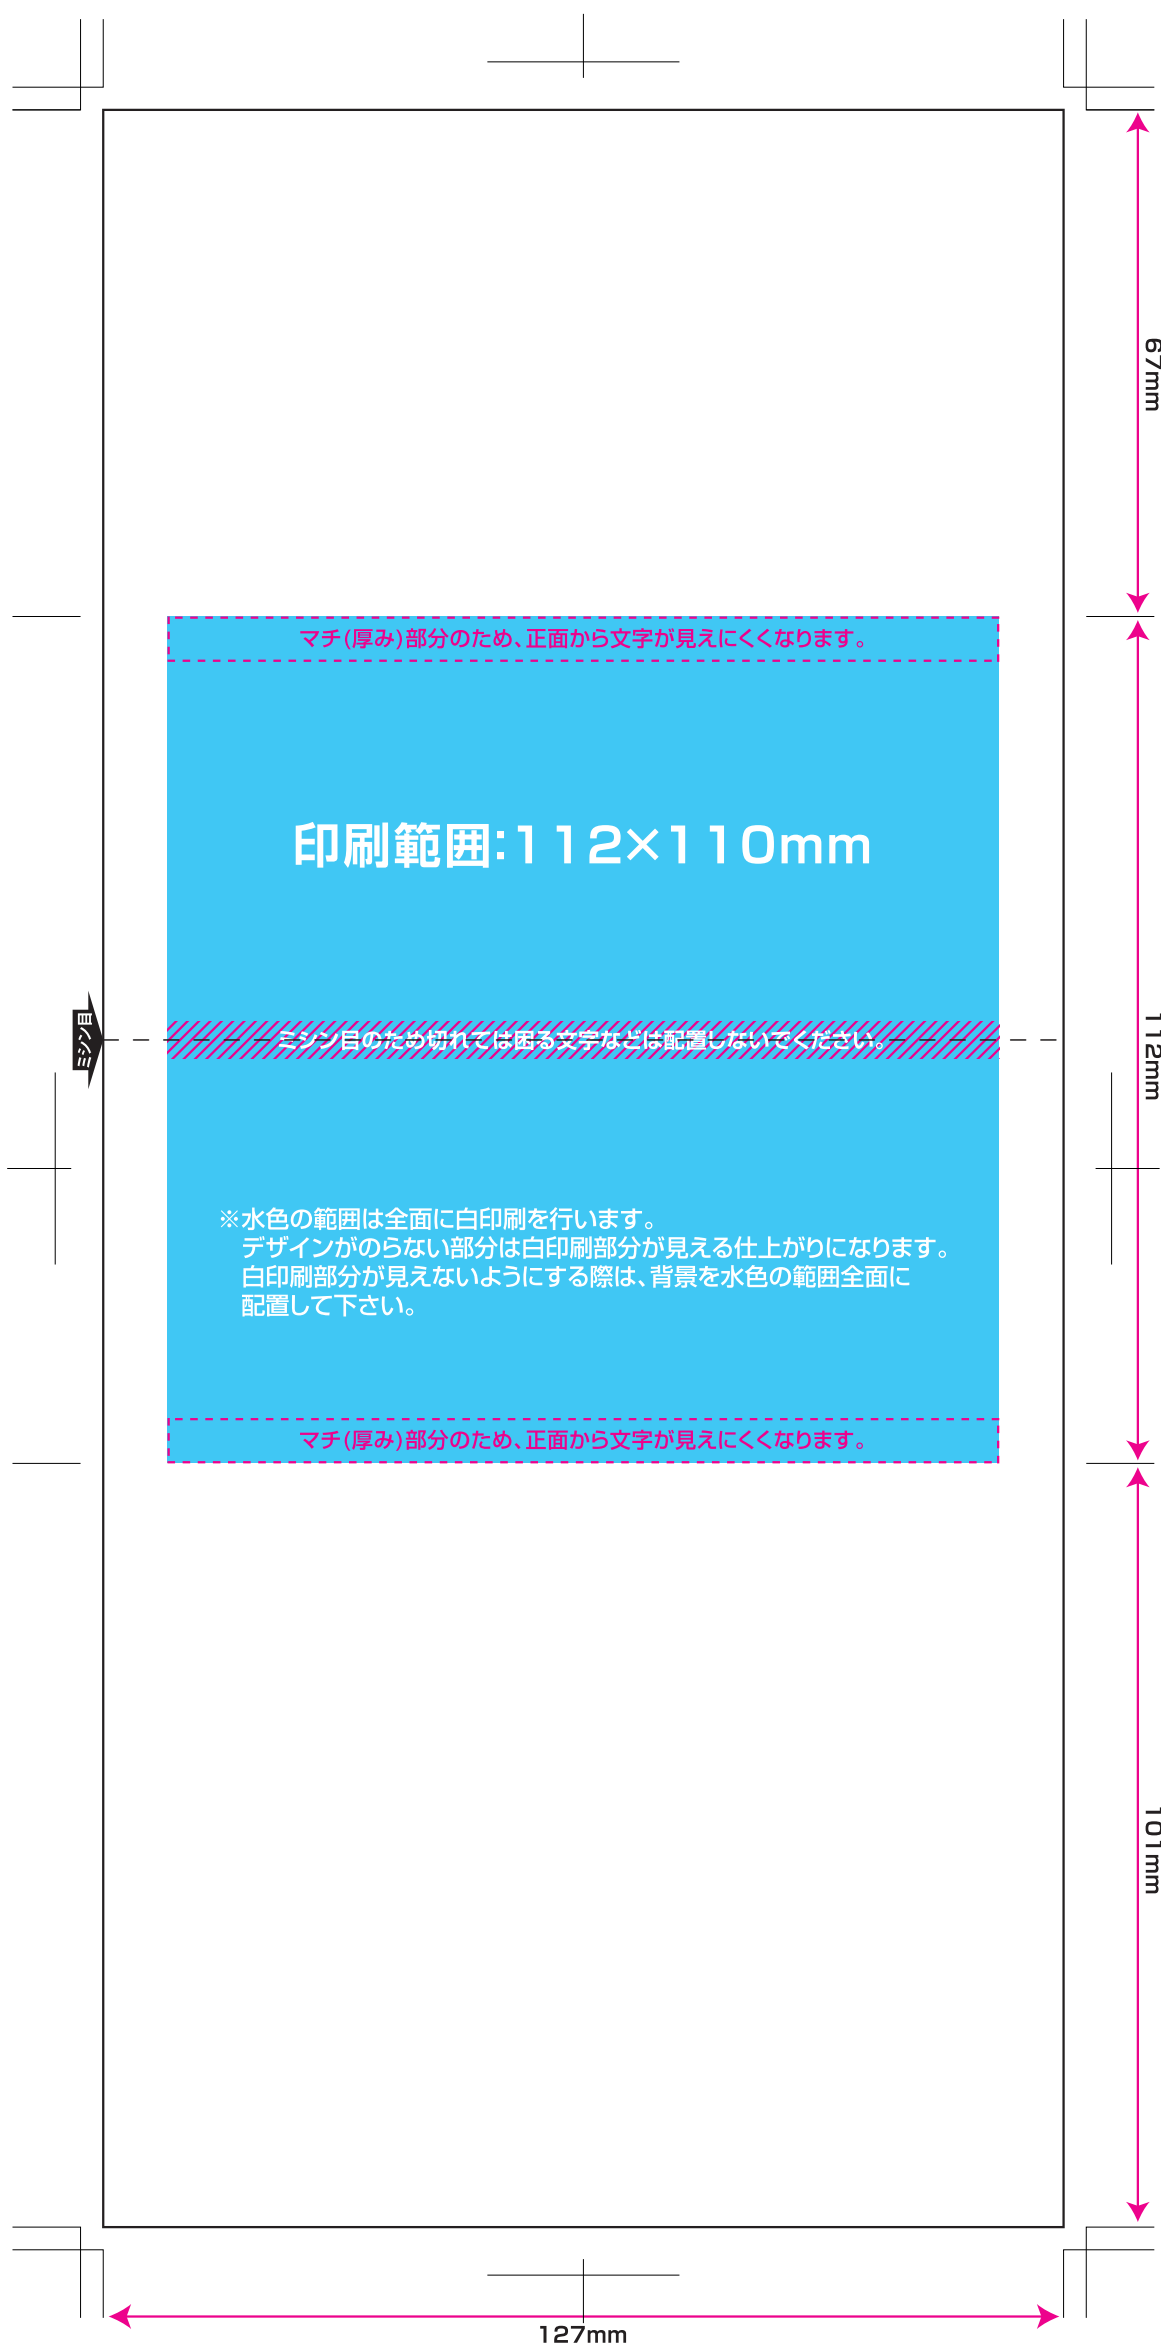 67mm
マチ(厚み)部分のため、正面から文字が見えにくくなります。
印刷範囲:112×110mm
ミシン目
ミシン目のため切れては困る文字などは配置しないでください。
112mm
※水色の範囲は全面に白印刷を行います。
デザインがのらない部分は白印刷部分が見える仕上がりになります。
白印刷部分が見えないようにする際は、背景を水色の範囲全面に
配置して下さい。
マチ(厚み)部分のため、正面から文字が見えにくくなります。
101mm
127mm